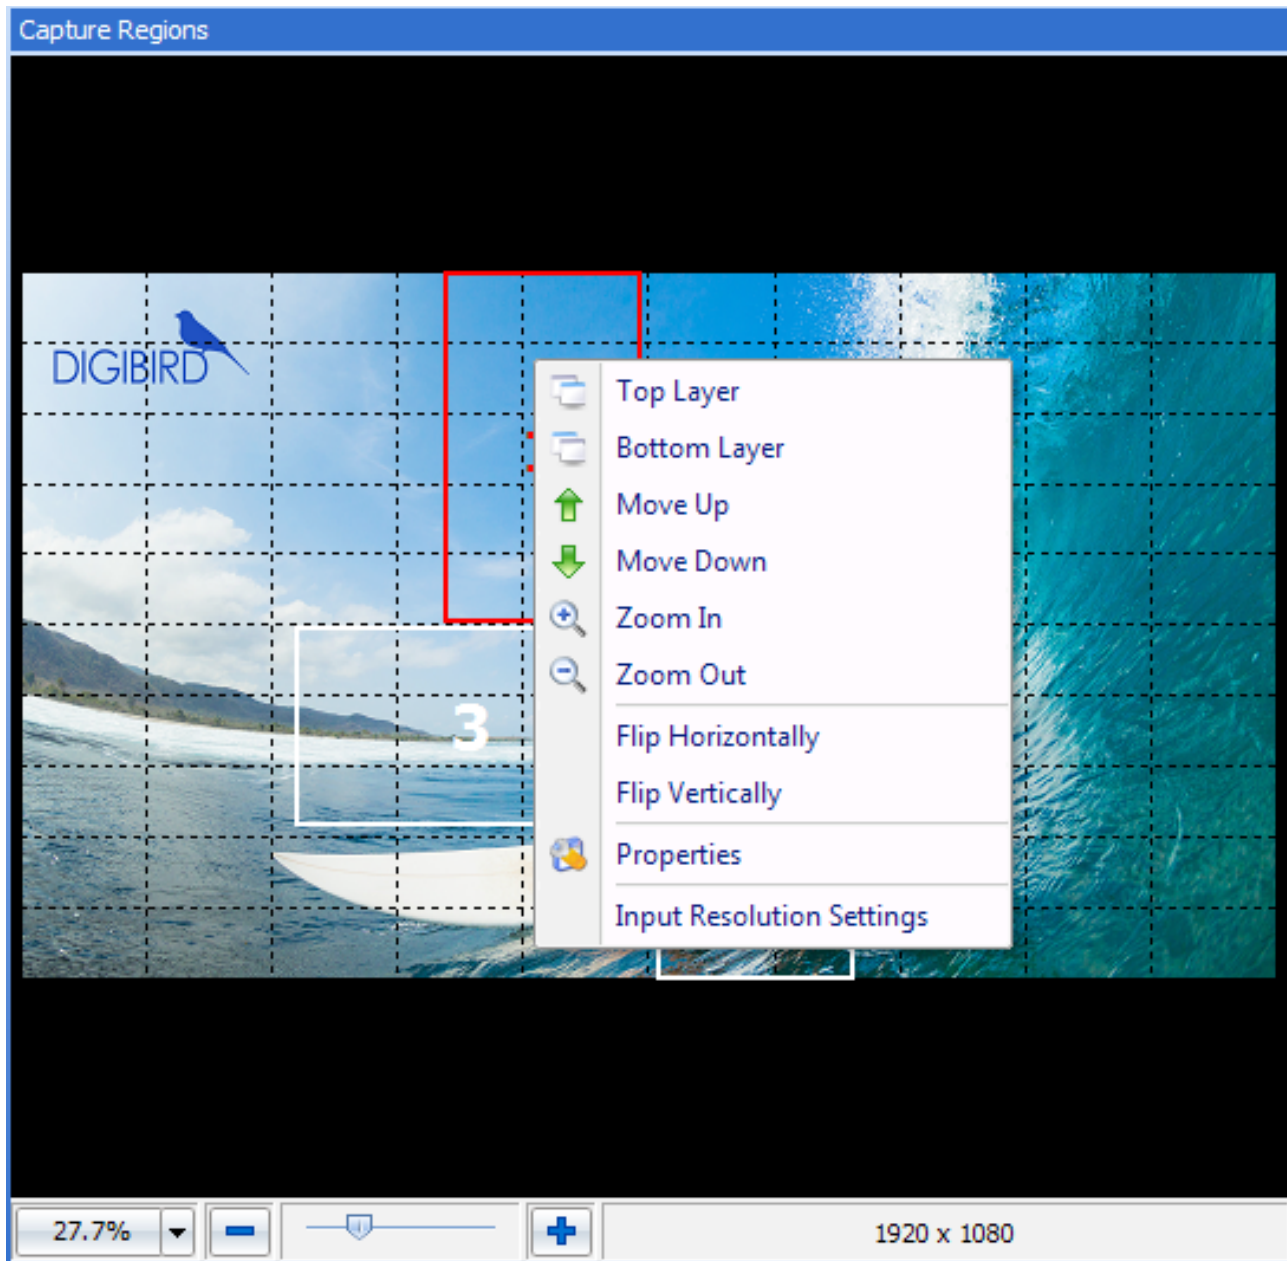 Capture Regions
DIGIBIRD
Top Layer
Bottom Layer
Move Up
Move Down
Zoom In
Zoom Out
3
Flip Horizontally
Flip Vertically
Properties
Input Resolution Settings
27.7%
1920 x 1080